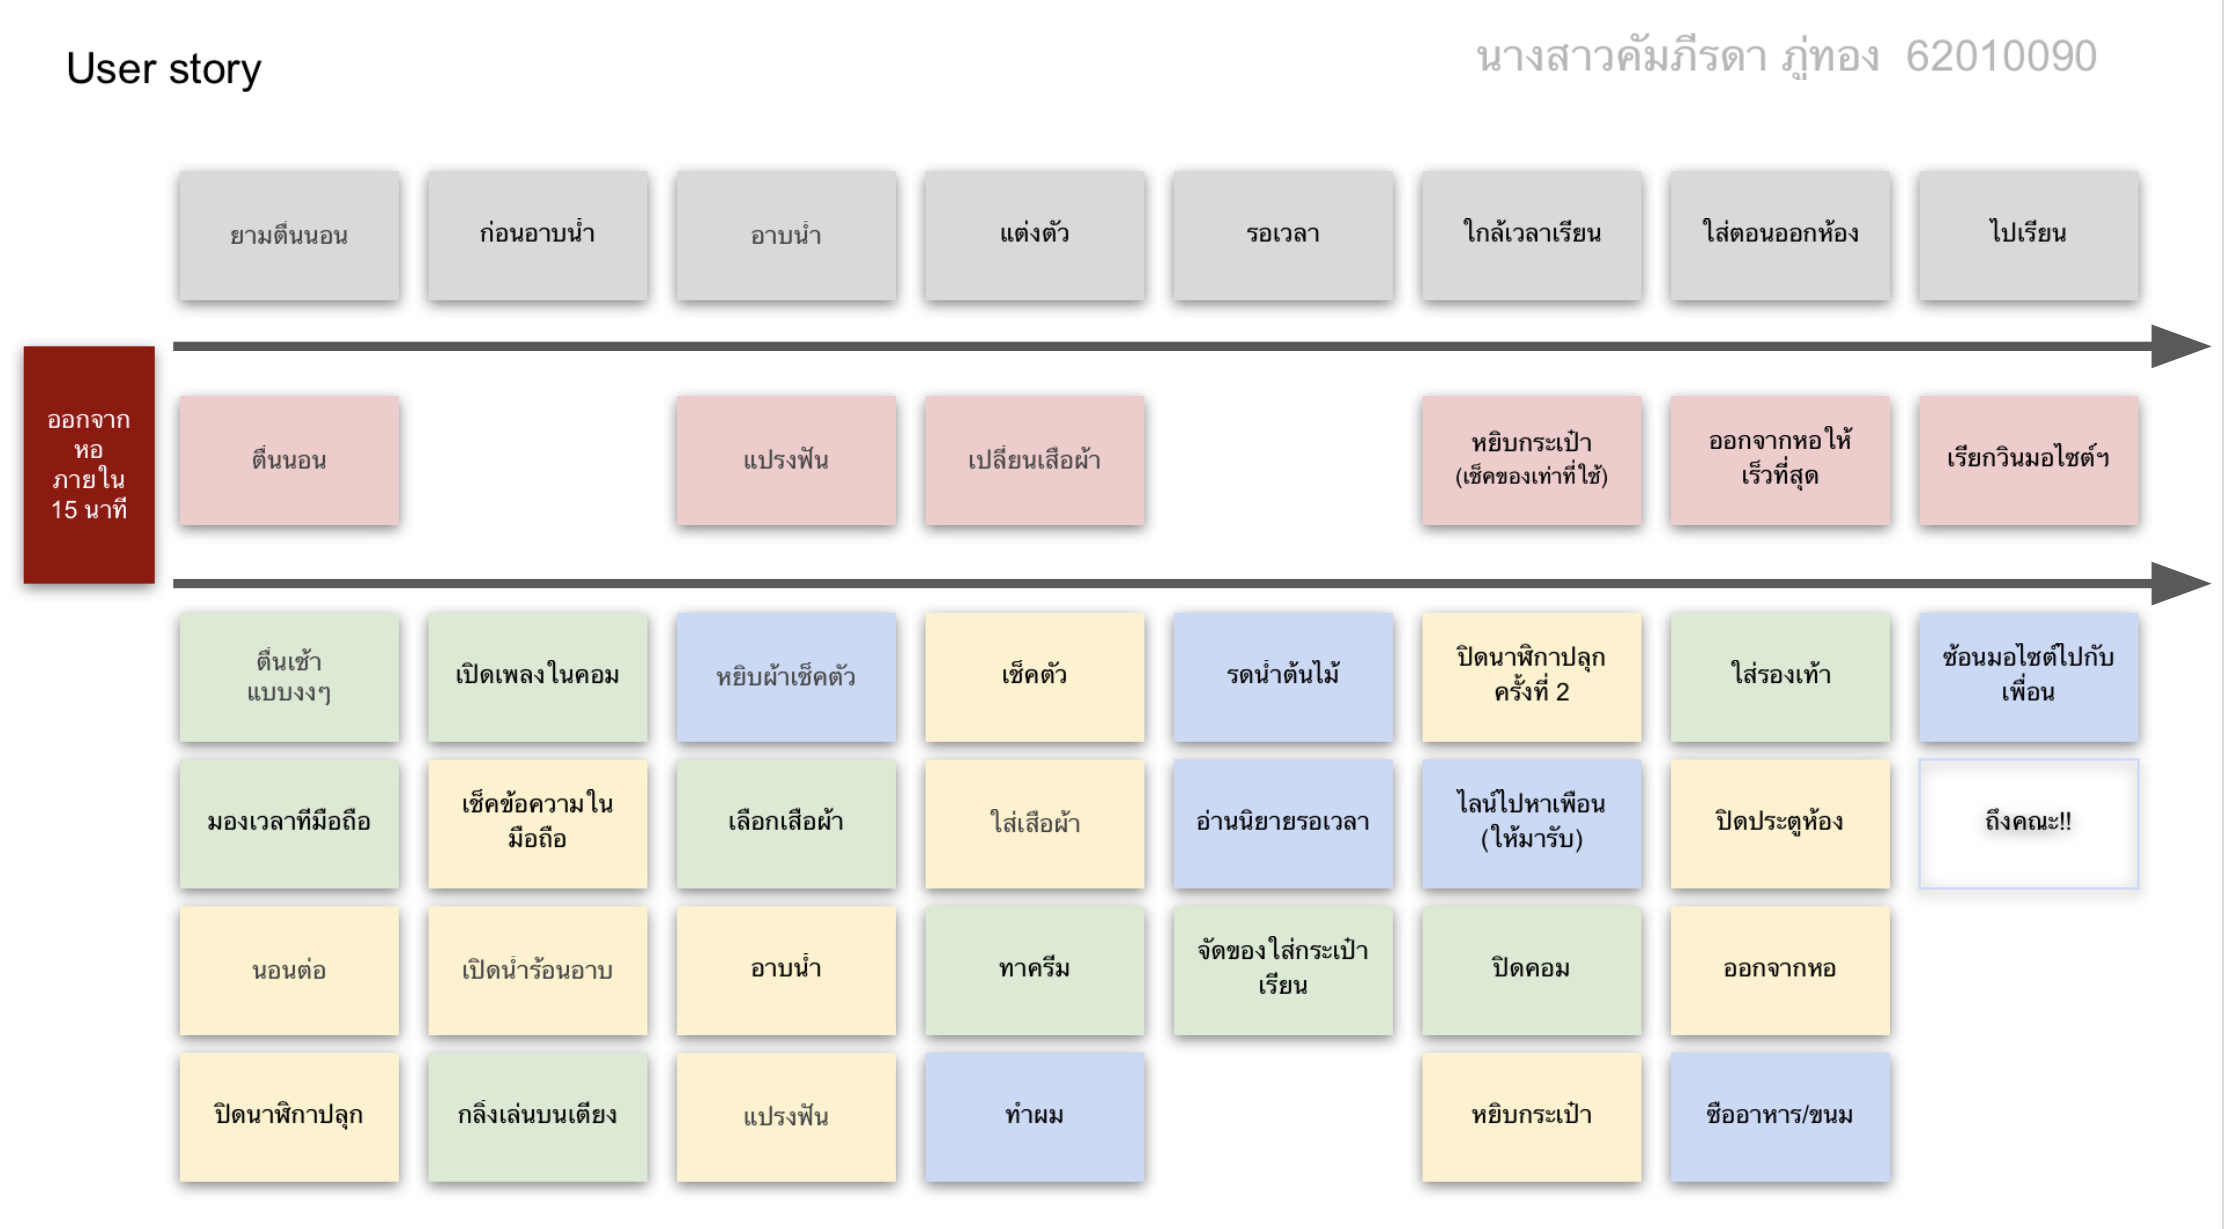 User story
นางสาวคัมภีรดา ภู่ทอง 62010090
ยามตื่นนอน
ก่อนอาบน้ำ
อาบน้ำ
แต่งตัว
รอเวลา
ใกล้เวลาเรียน
ใส่ตอนออกห้อง
ไปเรียน
ออกจาก
หอ
ภายใน
15 นาที
ตื่นนอน
แปรงฟัน
เปลี่ยนเสื้อผ้า
หยิบกระเป๋า
(เช็คของเท่าที่ใช้)
ออกจากหอให้
เร็วที่สุด
เรียกวินมอไซต์ฯ
ตื่นเช้า
แบบงงๆ
เปิดเพลงในคอม
หยิบผ้าเช็คตัว
เช็คตัว
รดน้ำต้นไม้
ปิดนาฬิกาปลุก
ครั้งที่ 2
ใส่รองเท้า
ซ้อนมอไซต์ไปกับ
เพื่อน
มองเวลาที่มือถือ
เช็คข้อความใน
มือถือ
เลือกเสื้อผ้า
ใส่เสื้อผ้า
อ่านนิยายรอเวลา
ไลน์ไปหาเพื่อน
(ให้มารับ)
ปิดประตูห้อง
ถึงคณะ!!
นอนต่อ
เปิดน้ำร้อนอาบ
อาบน้ำ
ทาครีม
จัดของใส่กระเป๋า
เรียน
ปิดคอม
ออกจากหอ
ปิดนาฬิกาปลุก
กลิ้งเล่นบนเตียง
แปรงฟัน
ทำผม
หยิบกระเป๋า
ซื้ออาหาร/ขนม